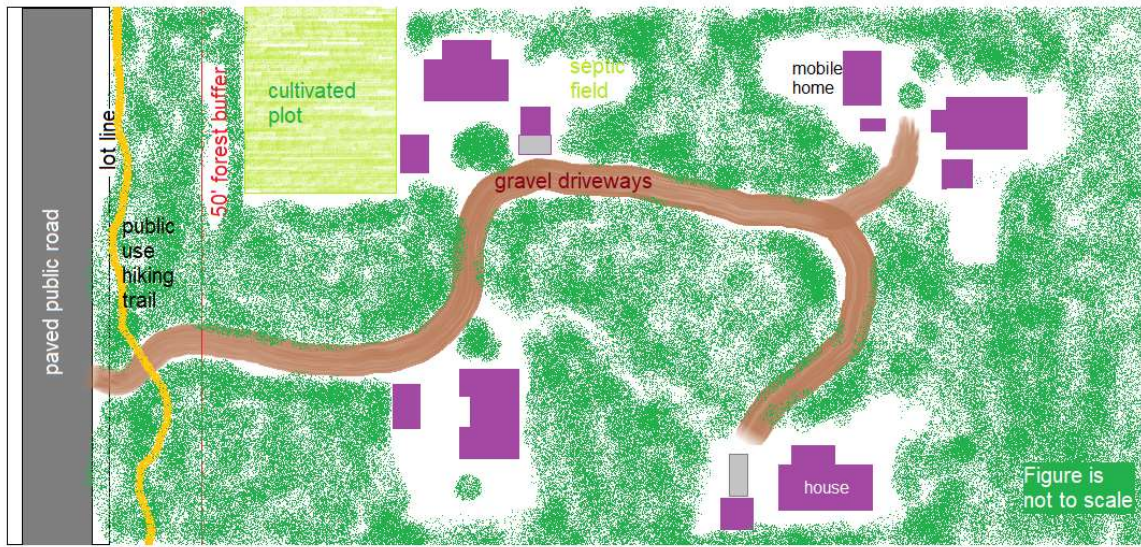 paved public road
lot line
50' forest buffer
public
use
hiking
trail
cultivated
plot
septic
field
gravel driveways
mobile
home
house
Figure is
not to scale